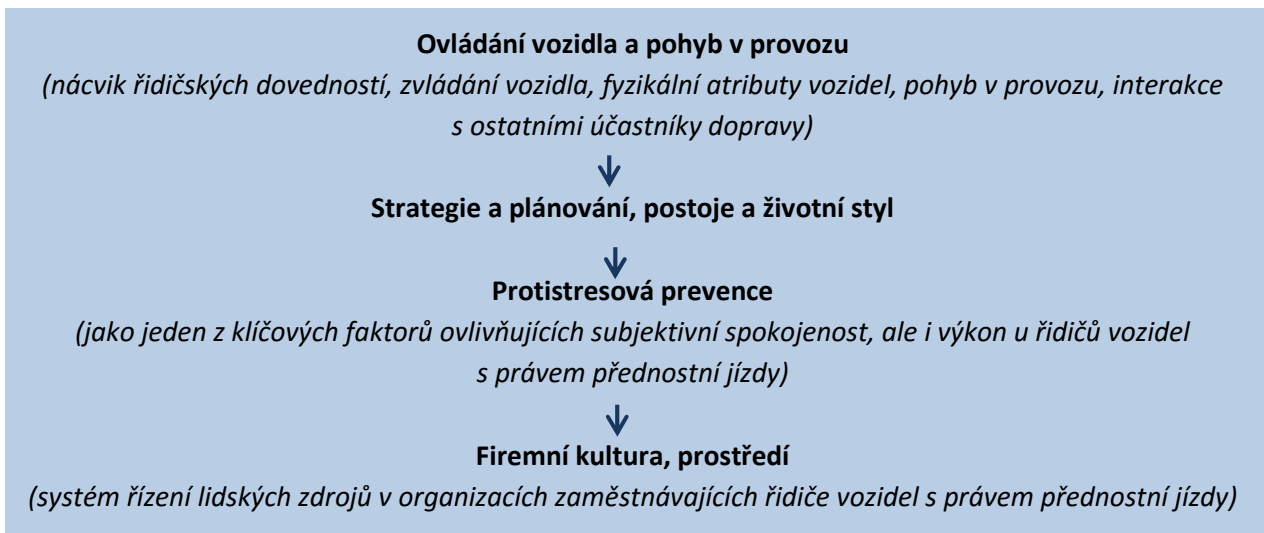 Ovládání vozidla a pohyb v provozu
(nácvik řidičských dovedností, zvládání vozidla, fyzikální atributy vozidel, pohyb v provozu, interakce
s ostatními účastníky dopravy)
Strategie a plánování, postoje a životní styl
Protistresová prevence
(jako jeden z klíčových faktorů ovlivňujících subjektivní spokojenost, ale i výkon u řidičů vozidel
s právem přednostní jízdy)
Firemní kultura, prostředí
(systém řízení lidských zdrojů v organizacích zaměstnávajících řidiče vozidel s právem přednostní jízdy)